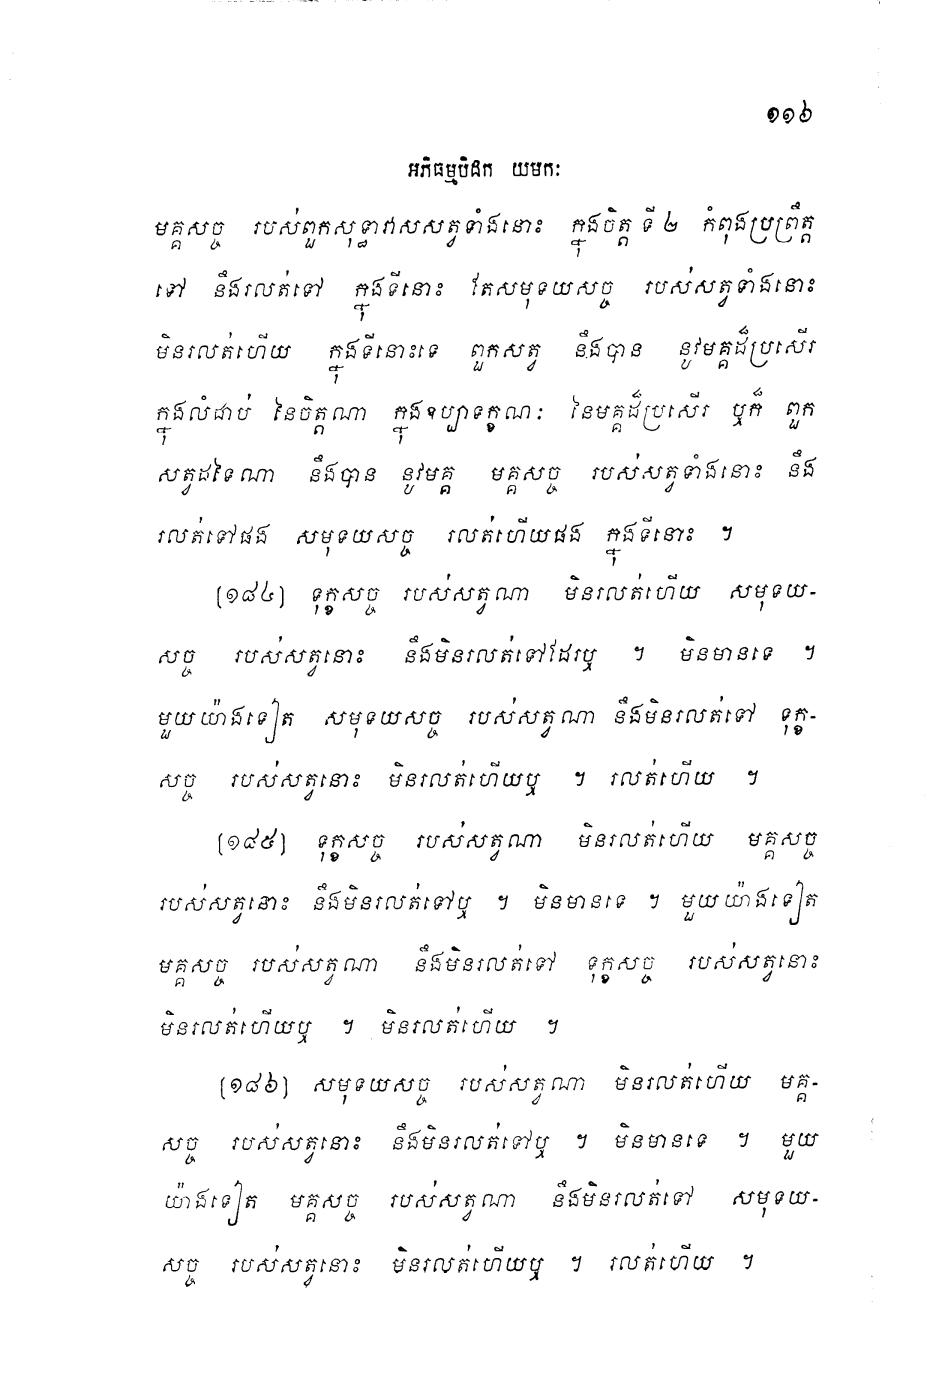 ១១៦
អភិធម្មបិដក យមកៈ
មគ្គសច្ច របស់ពួកសុទ្ធាវាសសត្វទាំងនោះ ក្នុងចិត្ត ទី ២ កំពុងប្រព្រឹត្ត
ទៅ នឹងរលត់ទៅ ក្នុងទីនោះ តែសមុទយសច្ច របស់សត្វទាំងនោះ
មិនរលត់ហើយ ក្នុងទីនោះទេ ពួកសត្វ នឹងបាន នូវមគ្គដ៏ប្រសើរ
ក្នុងលំដាប់ នៃចិត្តណា ក្នុងឧប្បាទក្ខណៈ នៃមគ្គដ៏ប្រសើរ ឬក៏ ពួក
សត្វដទៃណា នឹងបាន នូវមគ្គ មគ្គសច្ច របស់សត្វទាំងនោះ នឹង
រលត់ទៅផង សមុទយសច្ច រលត់ហើយផង ក្នុងទីនោះ ។
(១៨៤) ទុក្ខសច្ច របស់សត្វណា មិនរលត់ហើយ សមុទយ-
សច្ច របស់សត្វនោះ នឹងមិនរលត់ទៅដែរឬ ។ មិនមានទេ ។
មួយយ៉ាងទៀត សមុទយសច្ច របស់សត្វណា នឹងមិនរលត់ទៅ ទុក្ខ-
សច្ច របស់សត្វនោះ មិនរលត់ហើយឬ ។ រលត់ហើយ ។
(១៨៥) ទុក្ខសច្ច របស់សត្វណា មិនរលត់ហើយ មគ្គសច្ច
របស់សត្វនោះ នឹងមិនរលត់ទៅឬ ។ មិនមានទេ ។ មួយយ៉ាងទៀត
មគ្គសច្ច របស់សត្វណា នឹងមិនរលត់ទៅ ទុក្ខសច្ច របស់សត្វនោះ
មិនរលត់ហើយឬ ។ មិនរលត់ហើយ ។
(១៨៦) សមុទយសច្ច របស់សត្វណា មិនរលត់ហើយ មគ្គ-
សច្ច របស់សត្វនោះ នឹងមិនរលត់ទៅឬ ។ មិនមានទេ ។ មួយ
យ៉ាងទៀត មគ្គសច្ច របស់សត្វណា នឹងមិនរលត់ទៅ សមុទយ-
សច្ច របស់សត្វនោះ មិនរលត់ហើយឬ ។ រលត់ហើយ ។